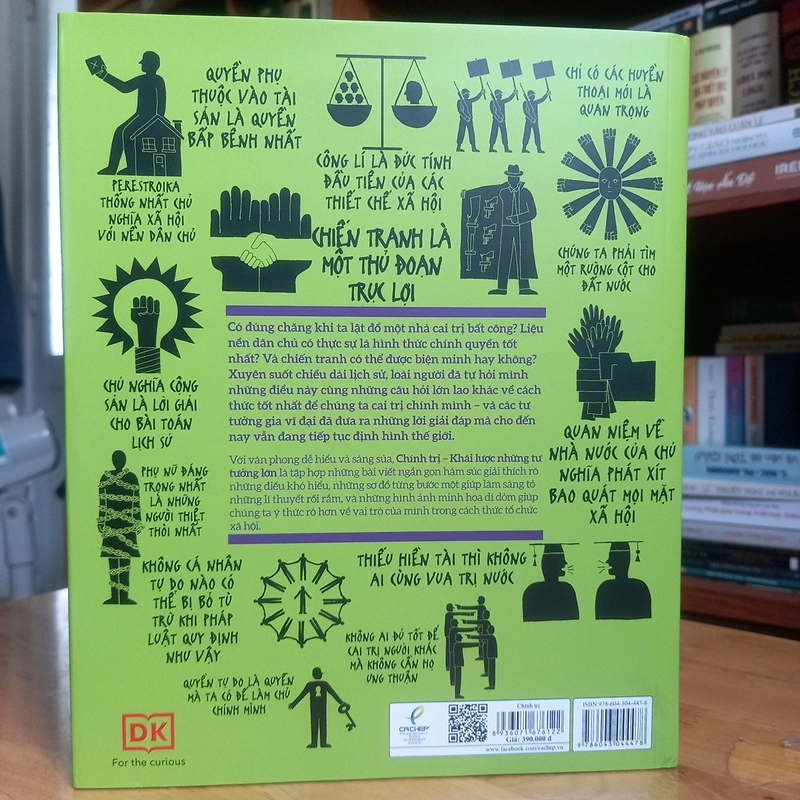 QUYỀN PHỤ
THUỘC VÀO TÀI
SẢN LÀ QUYỀN
BẤP BÊNH NHẤT
CHỈ CÓ CÁC HUYỀN
THOẠI MỚI LÀ
QUAN TRỌNG
CÔNG LÍ LÀ ĐỨC TÍNH
ĐẦU TIÊN CỦA CÁC
THIẾT CHẾ XÃ HỘI
PERESTROIKA
THỐNG NHẤT CHỦ
NGHĨA XÃ HỘI
VỚI NỀN DÂN CHỦ
CHIẾN TRANH LÀ
MỘT THỦ ĐOẠN
TRỤC LỢI
CHÚNG TA PHẢI TÌM
MỘT RƯỜNG CỘT CHO
ĐẤT NƯỚC
Có đúng chăng khi ta lật đổ một nhà cai trị bất công? Liệu
nền dân chủ có thực sự là hình thức chính quyền tốt
nhất? Và chiến tranh có thể được biện minh hay không?
Xuyên suốt chiều dài lịch sử, loài người đã tự hỏi mình
những điều này cùng những câu hỏi lớn lao khác về cách
thức tốt nhất để chúng ta cai trị chính mình – và các tư
tưởng gia vĩ đại đã đưa ra những lời giải đáp mà cho đến
nay vẫn đang tiếp tục định hình thế giới.
CHỦ NGHĨA CỘNG
SẢN LÀ LỜI GIẢI
CHO BÀI TOÁN
LỊCH SỬ
QUAN NIỆM VỀ
NHÀ NƯỚC CỦA CHỦ
NGHĨA PHÁT XÍT
BAO QUÁT MỌI MẶT
XÃ HỘI
Với văn phong dễ hiểu và sáng sủa, Chính trị – Khái lược những tư
tưởng lớn là tập hợp những bài viết ngắn gọn hàm súc giải thích rõ
những điều khó hiểu, những sơ đồ từng bước một giúp làm sáng tỏ
những lí thuyết rối rắm, và những hình ảnh minh họa dí dỏm giúp
chúng ta ý thức rõ hơn về vai trò của mình trong cách thức tổ chức
xã hội.
PHỤ NỮ ĐÁNG
TRỌNG NHẤT
LÀ NHỮNG
NGƯỜI THIỆT
THÒI NHẤT
KHÔNG CÁ NHÂN
TỰ DO NÀO CÓ
THỂ BỊ BỎ TÙ
TRỪ KHI PHÁP
LUẬT QUY ĐỊNH
NHƯ VẬY
THIẾU HIỀN TÀI THÌ KHÔNG
AI CÙNG VUA TRỊ NƯỚC
KHÔNG AI ĐỦ TỐT ĐỂ
CAI TRỊ NGƯỜI KHÁC
MÀ KHÔNG CẦN HỌ
ƯNG THUẬN
QUYỀN TỰ DO LÀ QUYỀN
MÀ TA CÓ ĐỂ LÀM CHỦ
CHÍNH MÌNH
DK
For the curious
CACHEP
Chính trị
8 936071 676122
Giá: 390.000 đ
www.facebook.com/cachep.vn
ISBN 978-604-304-447-8
9 786043 044478